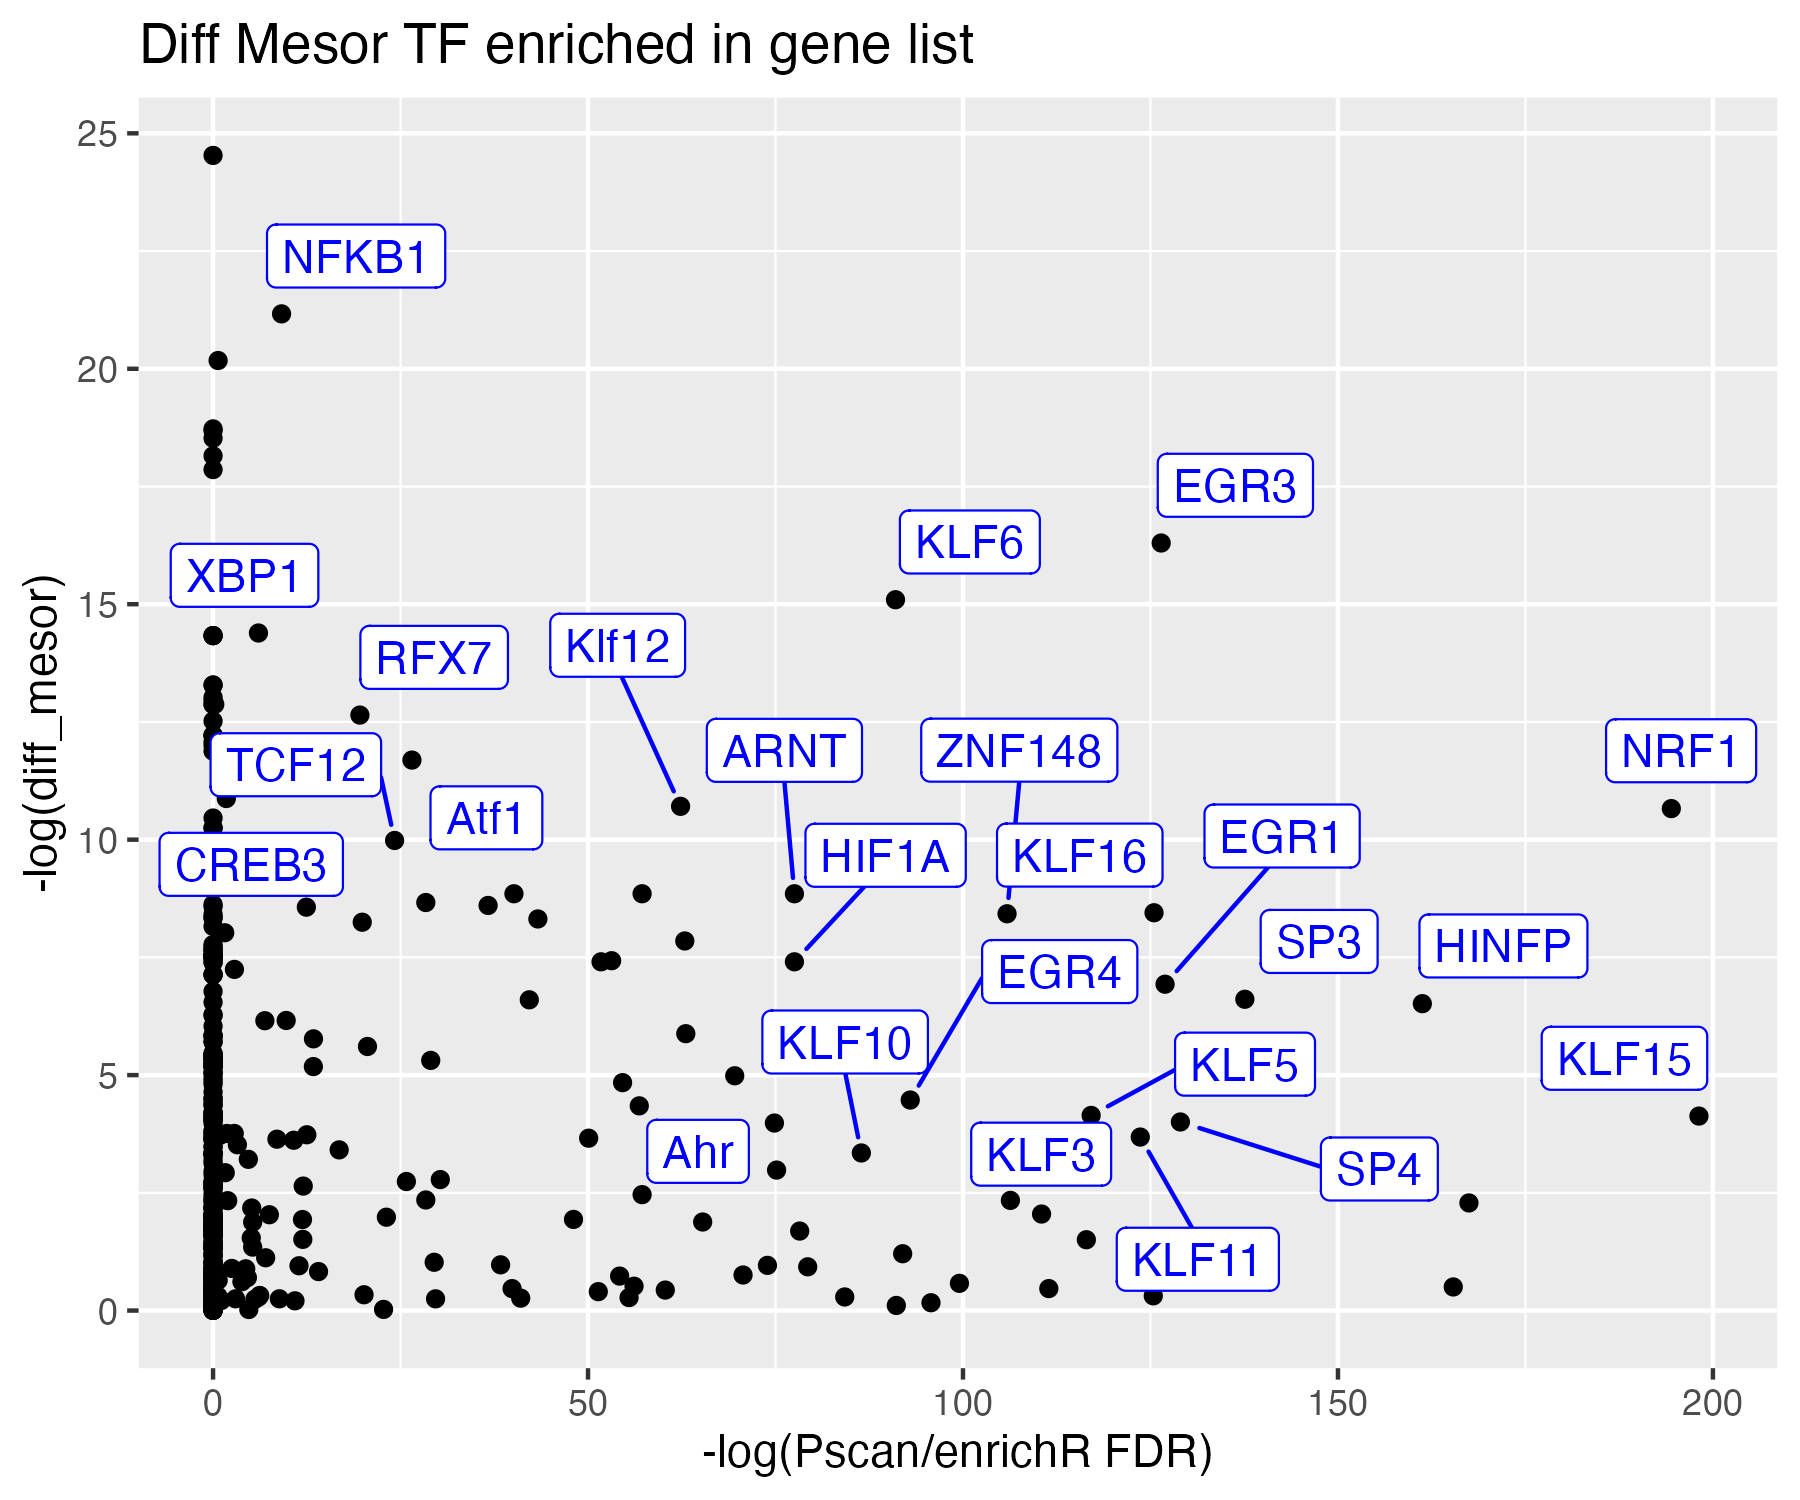 Diff Mesor TF enriched in gene list
25
NFKB1
20
EGR3
KLF6
XBP1
15
Klf12
RFX7
ARNT
ZNF148
NRF1
TCF12
Atf1
EGR1
10
CREB3
HIF1A
KLF16
SP3
HINFP
EGR4
KLF10
KLF5
KLF15
5
Ahr
KLF3
SP4
KLF11
0
-log(diff_mesor)
0
50
100
150
200
-log(Pscan/enrichR FDR)